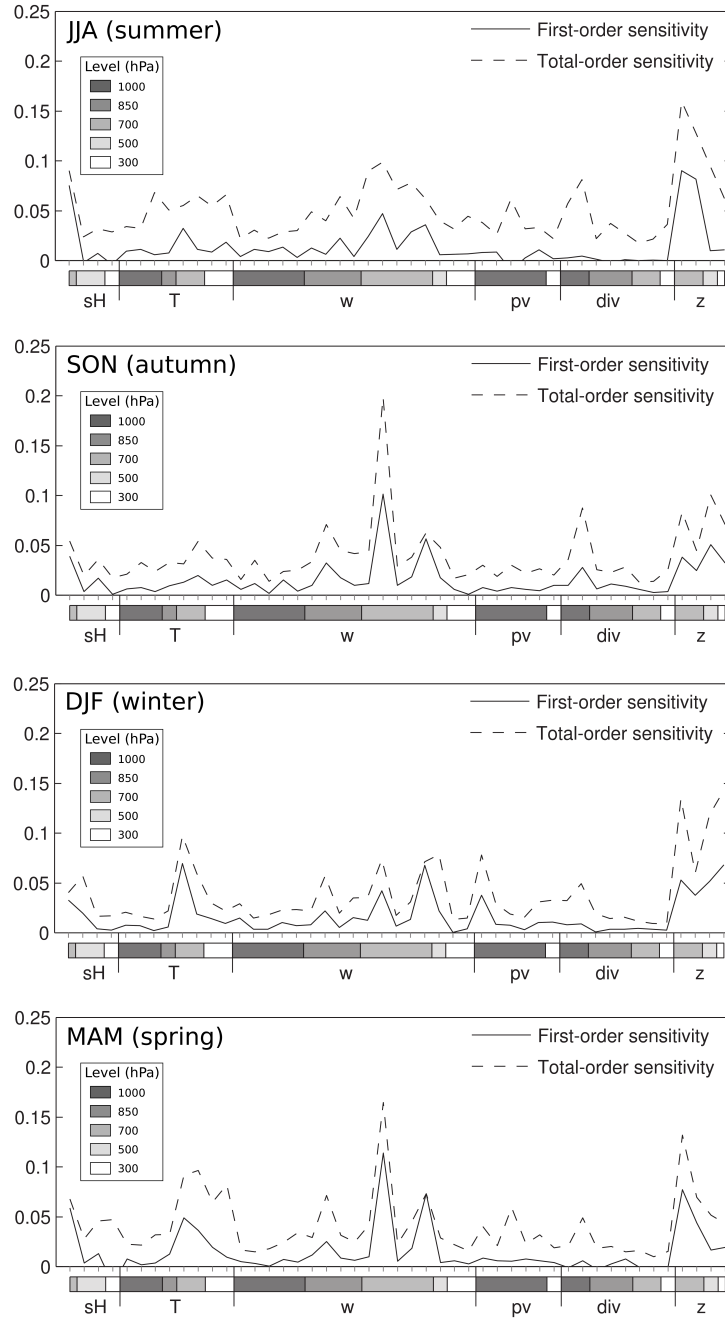 0.25
JJA (summer)
First-order sensitivity
Total-order sensitivity
Level (hPa)
1000
850
700
500
300
0.2
0.15
0.1
0.05
0
sH T w pv div z
0.25
SON (autumn)
First-order sensitivity
Total-order sensitivity
Level (hPa)
1000
850
700
500
300
0.2
0.15
0.1
0.05
0
sH T w pv div z
0.25
DJF (winter)
First-order sensitivity
Total-order sensitivity
Level (hPa)
1000
850
700
500
300
0.2
0.15
0.1
0.05
0
sH T w pv div z
0.25
MAM (spring)
First-order sensitivity
Total-order sensitivity
Level (hPa)
1000
850
700
500
300
0.2
0.15
0.1
0.05
0
sH T w pv div z